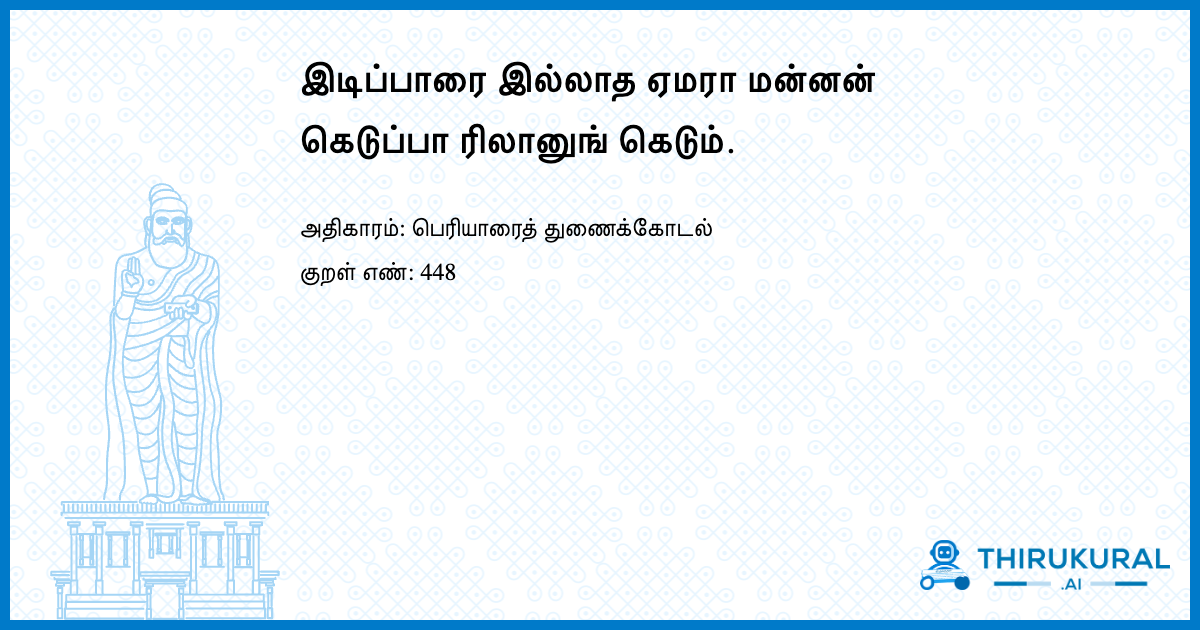 இடிப்பாரை இல்லாத ஏமரா மன்னன்
கெடுப்பா ரிலானுங் கெடும்.
அதிகாரம்: பெரியாரைத் துணைக்கோடல்
குறள் எண்: 448
THIRUKURAL
.AI